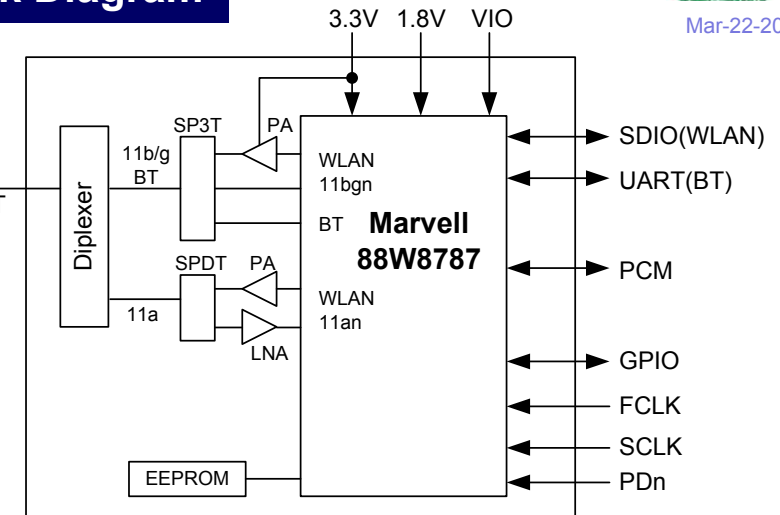 Diagram
Mar-22-20
3.3V 1.8V VIO
SP3T PA
11b/g
BT
Diplexer
WLAN
11bgn
BT
Marvell
88W8787
SPDT PA
WLAN
11an
11a
LNA
EEPROM
SDIO(WLAN)
UART(BT)
PCM
GPIO
FCLK
SCLK
PDn